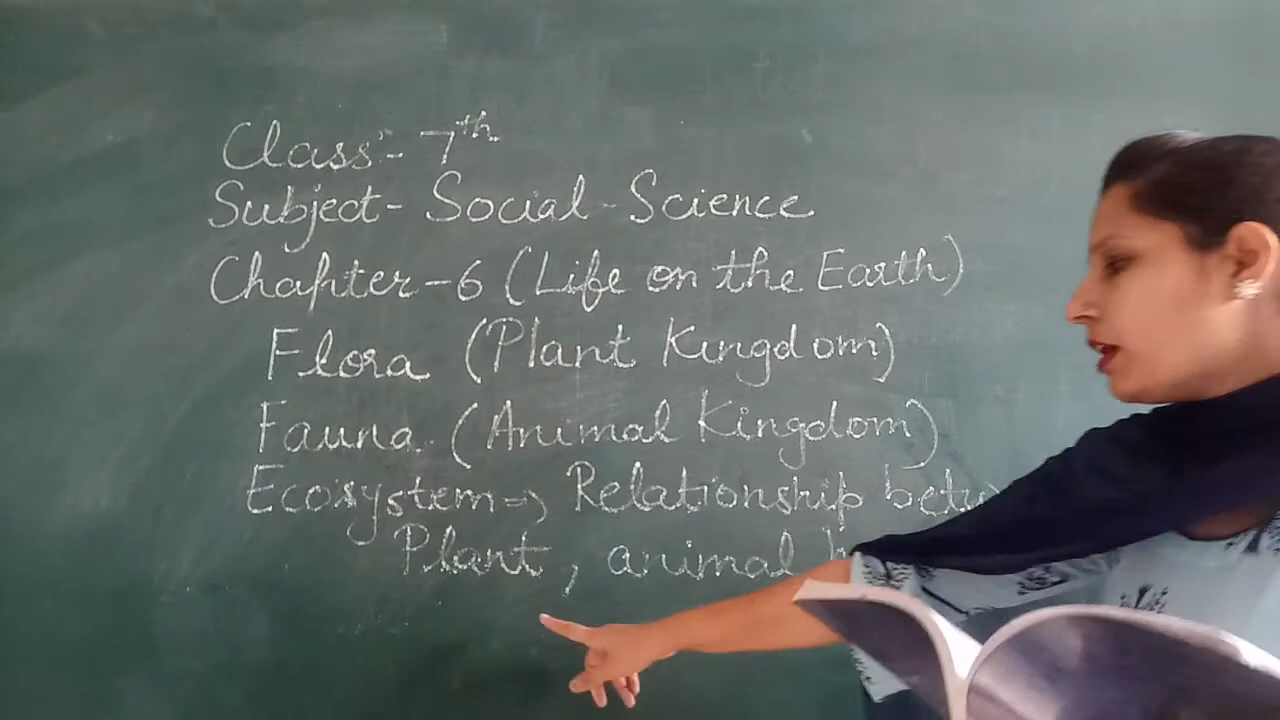 Class:- 7th
Subject- Social-Science
Chapter-6 (Life on the Earth)
Flora (Plant Kingdom)
Fauna (Animal Kingdom)
Ecosystem=> Relationship
Plant, animal